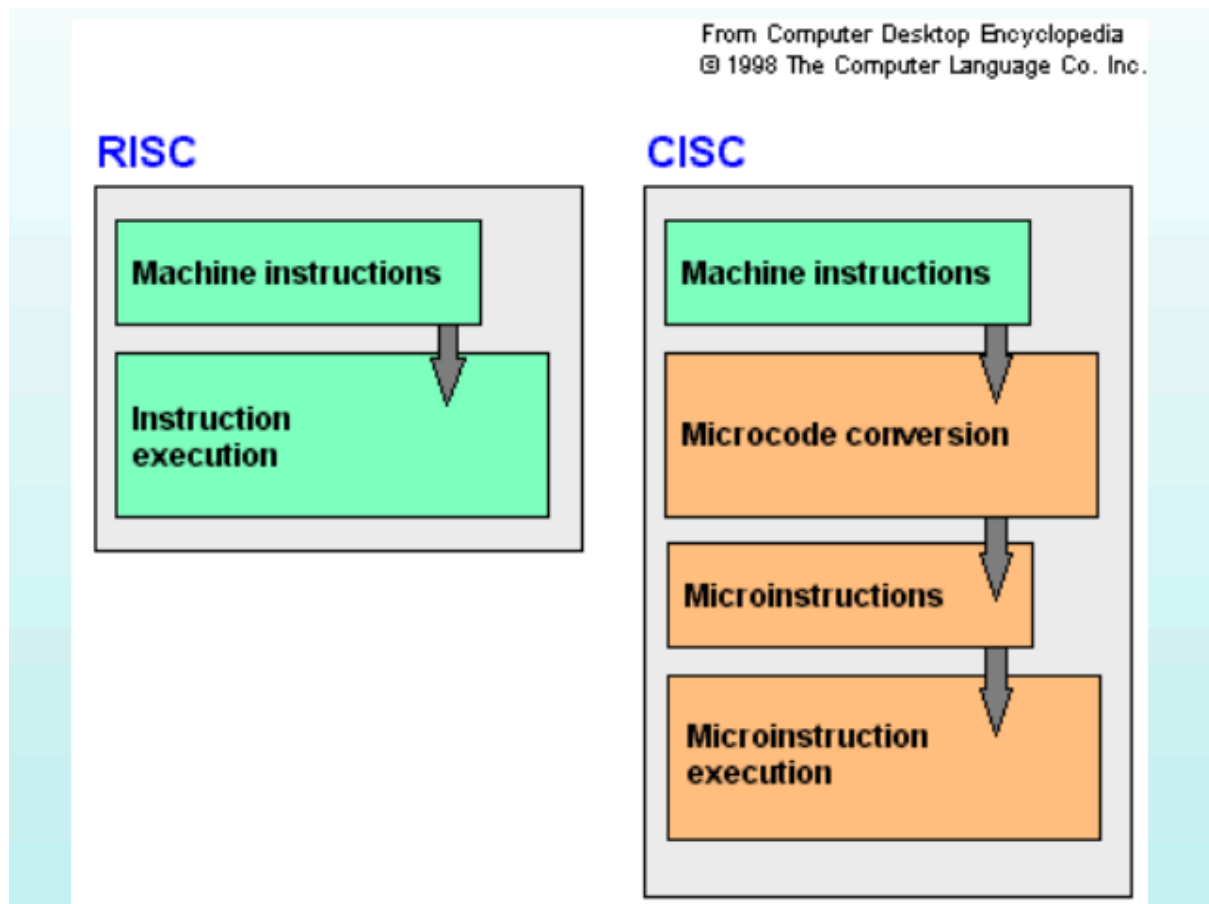 From Computer Desktop Encyclopedia
© 1998 The Computer Language Co. Inc.
RISC
Machine instructions
Instruction
execution
CISC
Machine instructions
Microcode conversion
Microinstructions
Microinstruction
execution